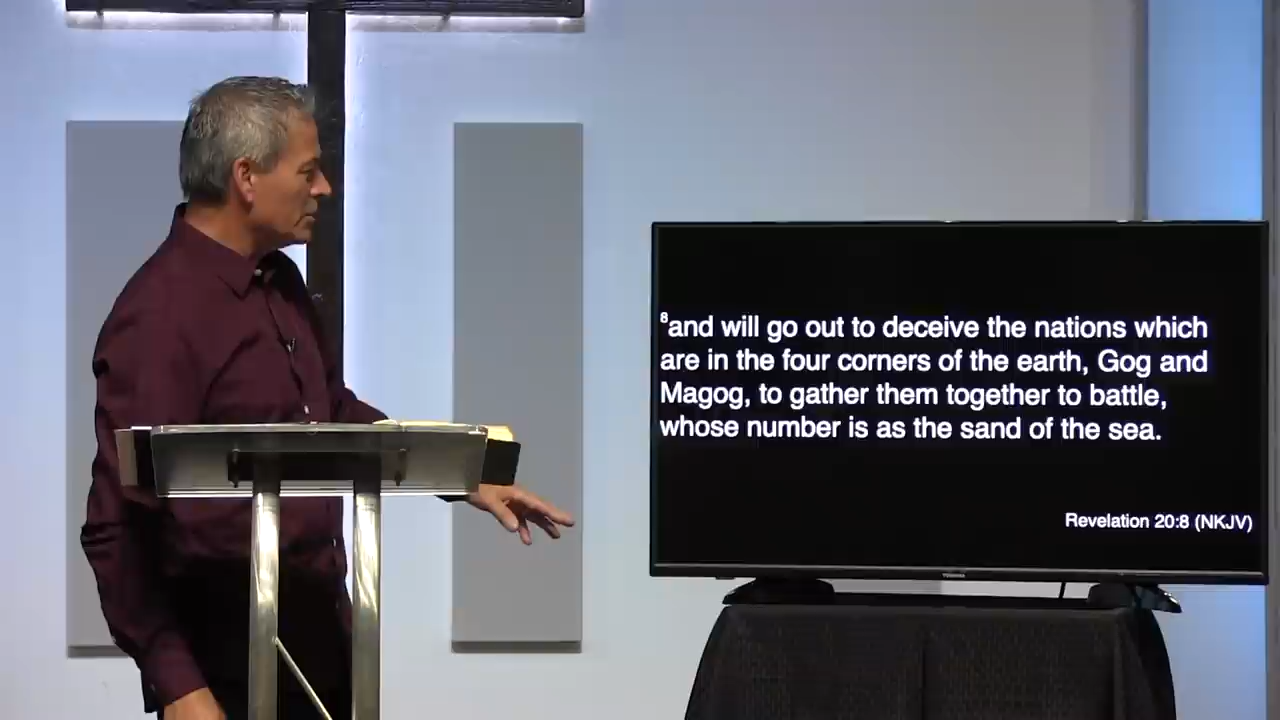 ⁸and will go out to deceive the nations which
are in the four corners of the earth, Gog and
Magog, to gather them together to battle,
whose number is as the sand of the sea.
Revelation 20:8 (NKJV)
TOSHIBA